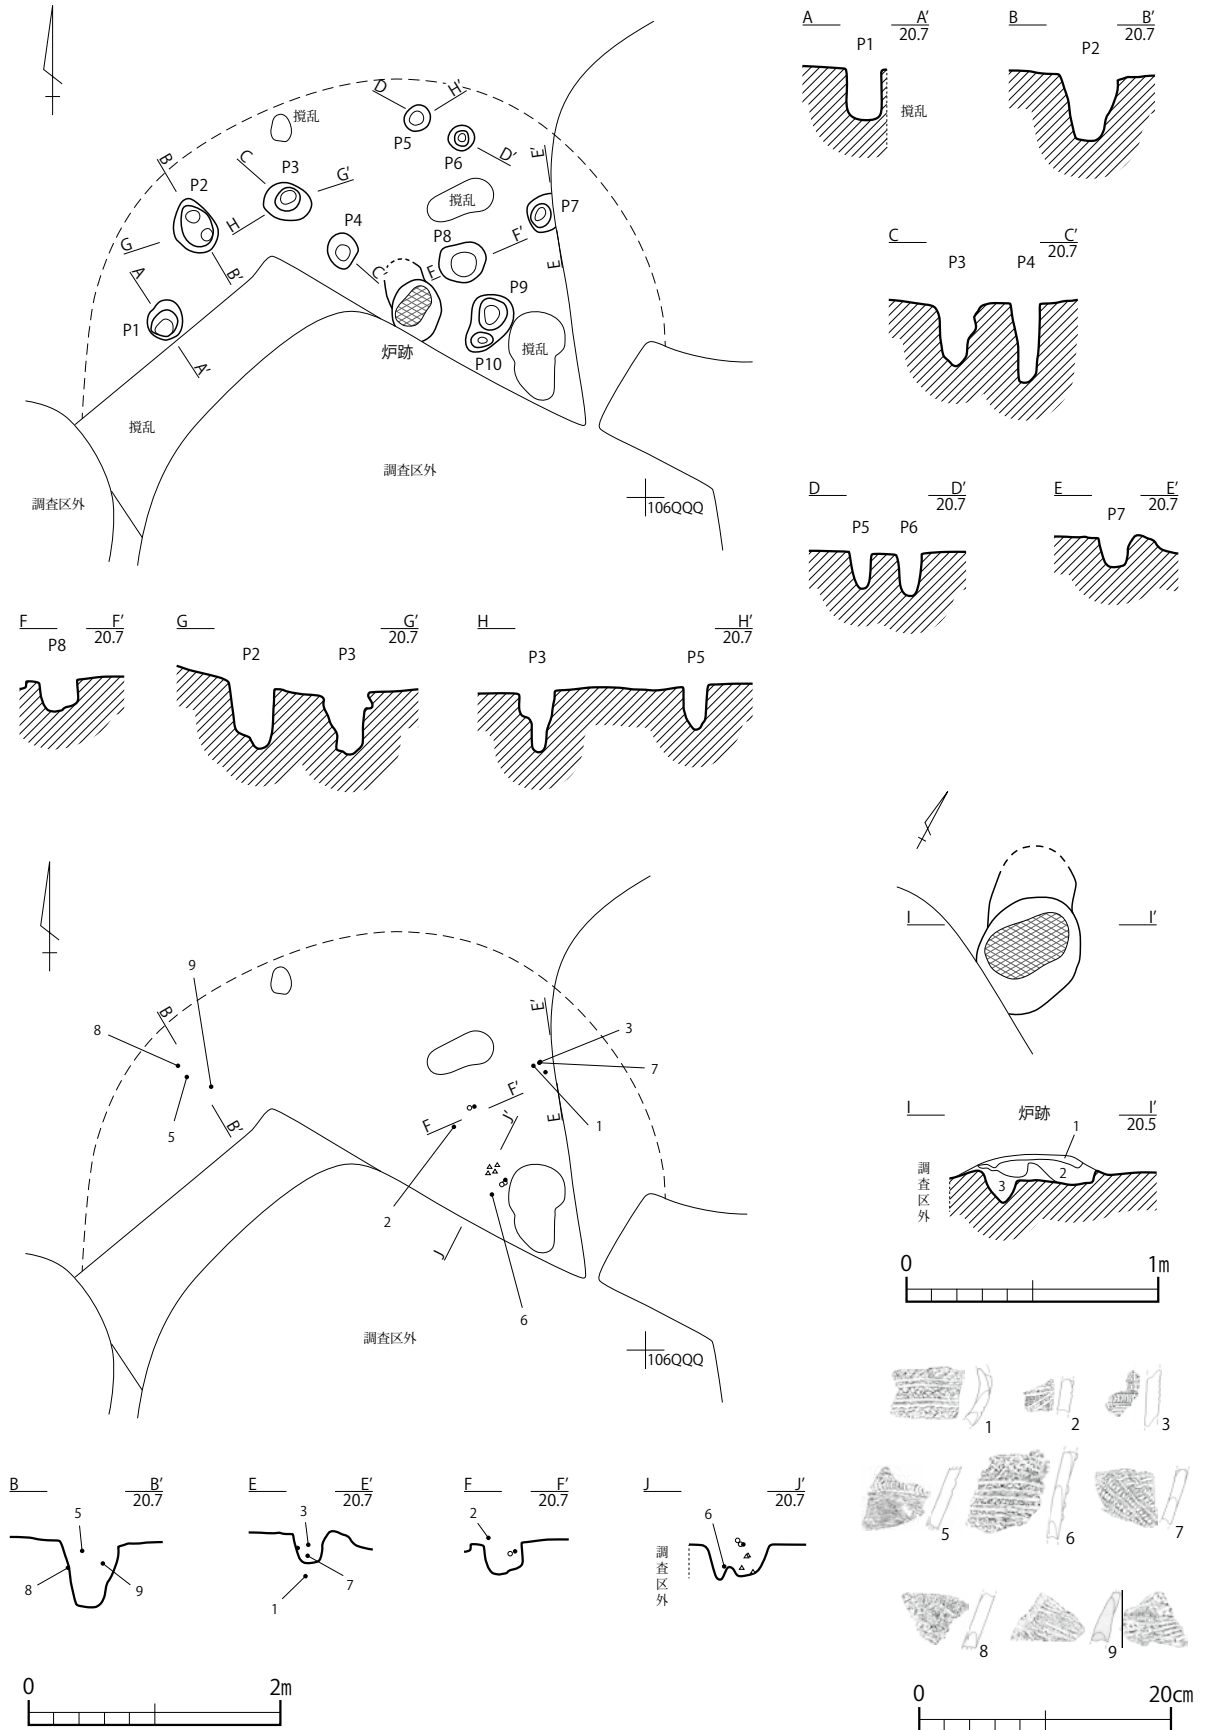 A A′
20.7
P1
撹乱
B B′
20.7
P2
D H′
撹乱
P5
P6
D′
E′
B
C
P3
G′
P2
H
撹乱
P7
P4
P8
F′
G
B′
C′
F
E
A
P9
P1
炉跡
P10
撹乱
A′
撹乱
調査区外
調査区外
106QQQ
C C′
20.7
P3 P4
D D′
20.7
P5 P6
E E′
20.7
P7
F F′
20.7
P8
G G′
20.7
P2 P3
H H′
20.7
P3 P5
9
B
8
E′
3
7
F′
J′
F
E
1
5
B′
2
J
6
調査区外
106QQQ
I I′
I 炉跡 I′
20.5
1
2
3
調査区外
0 1m
B B′
20.7
5
8
9
E E′
20.7
3
7
1
F F′
20.7
2
J J′
20.7
6
調査区外
0 2m
1 2 3
5 6 7
8 9
0 20cm